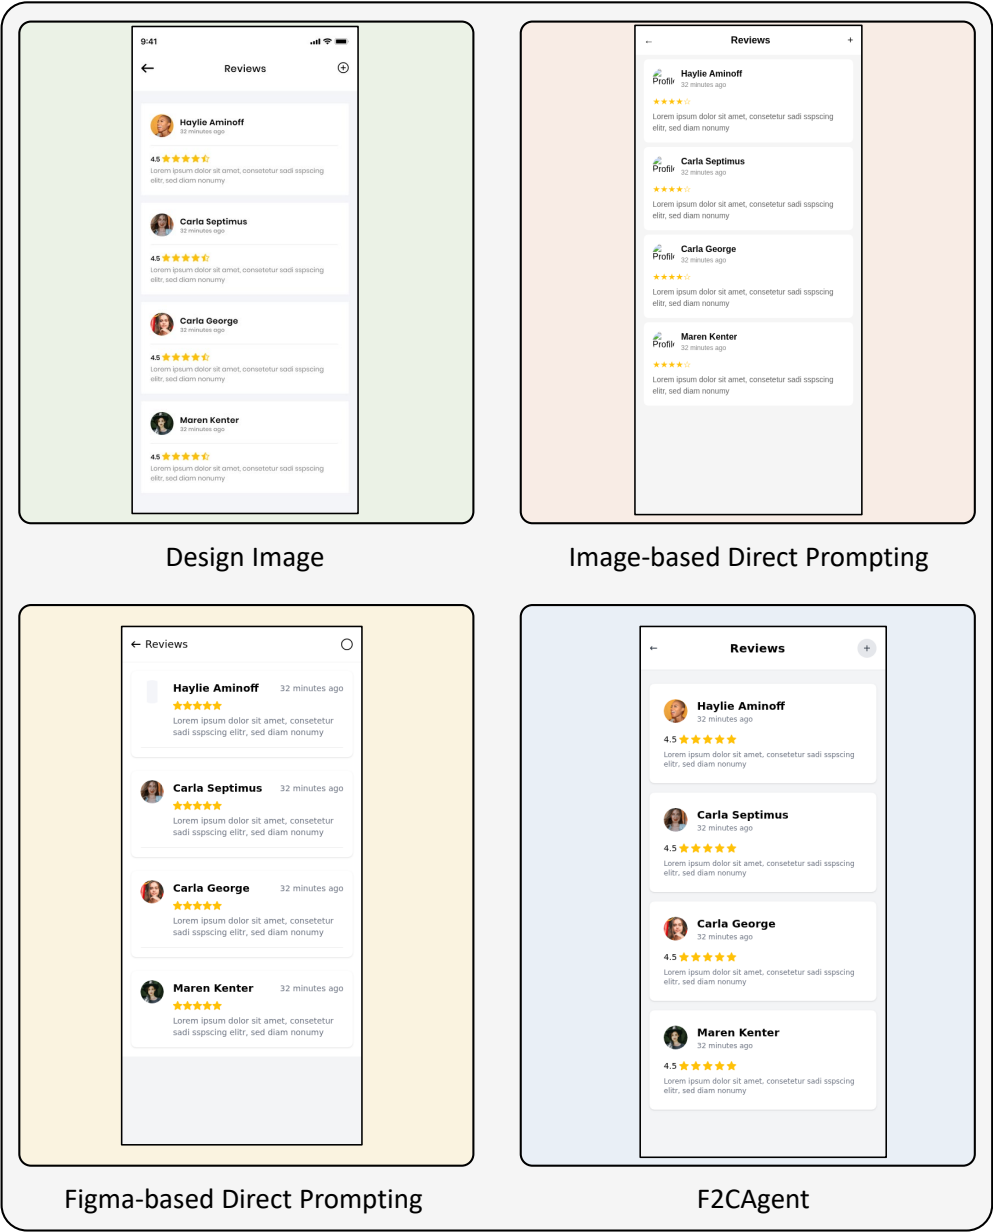 9:41
Reviews
Haylie Aminoff
32 minutes ago
4.5
Lorem ipsum dolor sit amet, consetetur sadi sspscing
elitr, sed diam nonumy
Carla Septimus
32 minutes ago
4.5
Lorem ipsum dolor sit amet, consetetur sadi sspscing
elitr, sed diam nonumy
Carla George
32 minutes ago
4.5
Lorem ipsum dolor sit amet, consetetur sadi sspscing
elitr, sed diam nonumy
Maren Kenter
32 minutes ago
4.5
Lorem ipsum dolor sit amet, consetetur sadi sspscing
elitr, sed diam nonumy
Design Image
← Reviews +
Profile
Haylie Aminoff
32 minutes ago
★★★★☆
Lorem ipsum dolor sit amet, consetetur sadi sspscing
elitr, sed diam nonumy
Profile
Carla Septimus
32 minutes ago
★★★★☆
Lorem ipsum dolor sit amet, consetetur sadi sspscing
elitr, sed diam nonumy
Profile
Carla George
32 minutes ago
★★★★☆
Lorem ipsum dolor sit amet, consetetur sadi sspscing
elitr, sed diam nonumy
Profile
Maren Kenter
32 minutes ago
★★★★☆
Lorem ipsum dolor sit amet, consetetur sadi sspscing
elitr, sed diam nonumy
Image-based Direct Prompting
← Reviews
Haylie Aminoff 32 minutes ago
Lorem ipsum dolor sit amet, consetetur
sadi sspscing elitr, sed diam nonumy
Carla Septimus 32 minutes ago
Lorem ipsum dolor sit amet, consetetur
sadi sspscing elitr, sed diam nonumy
Carla George 32 minutes ago
Lorem ipsum dolor sit amet, consetetur
sadi sspscing elitr, sed diam nonumy
Maren Kenter 32 minutes ago
Lorem ipsum dolor sit amet, consetetur
sadi sspscing elitr, sed diam nonumy
Figma-based Direct Prompting
← Reviews +
Haylie Aminoff
32 minutes ago
4.5
Lorem ipsum dolor sit amet, consetetur sadi sspscing
elitr, sed diam nonumy
Carla Septimus
32 minutes ago
4.5
Lorem ipsum dolor sit amet, consetetur sadi sspscing
elitr, sed diam nonumy
Carla George
32 minutes ago
4.5
Lorem ipsum dolor sit amet, consetetur sadi sspscing
elitr, sed diam nonumy
Maren Kenter
32 minutes ago
4.5
Lorem ipsum dolor sit amet, consetetur sadi sspscing
elitr, sed diam nonumy
F2CAgent